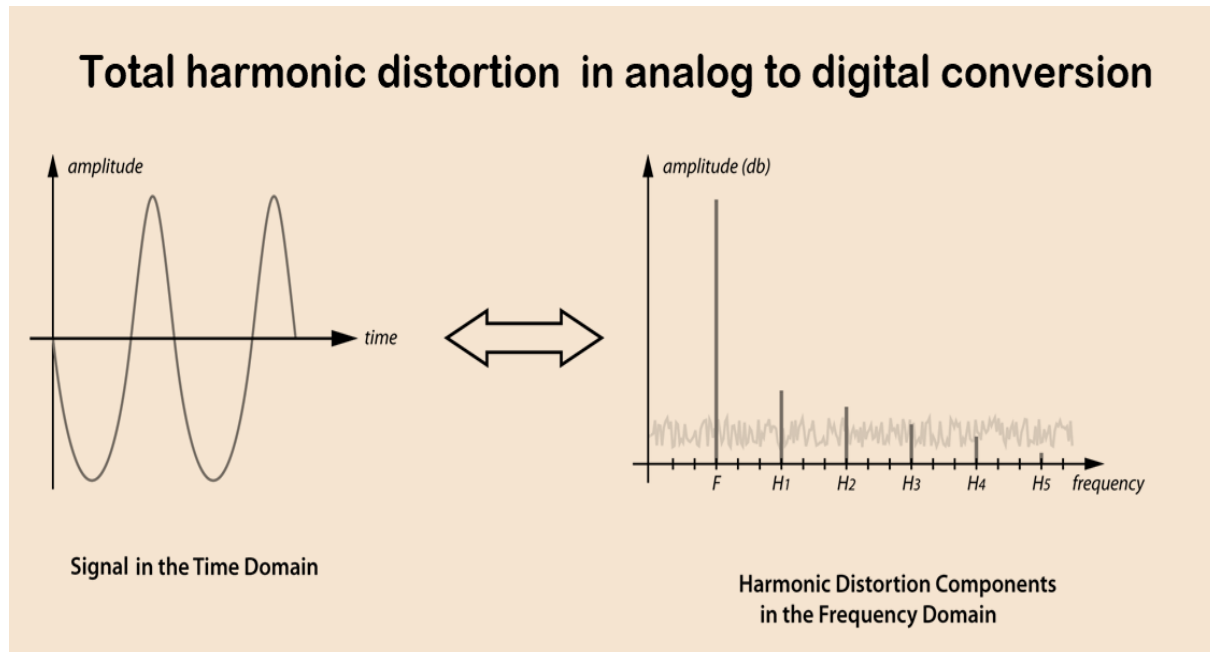 Total harmonic distortion in analog to digital conversion
amplitude
time
Signal in the Time Domain
amplitude (db)
F H1 H2 H3 H4 H5 frequency
Harmonic Distortion Components
in the Frequency Domain